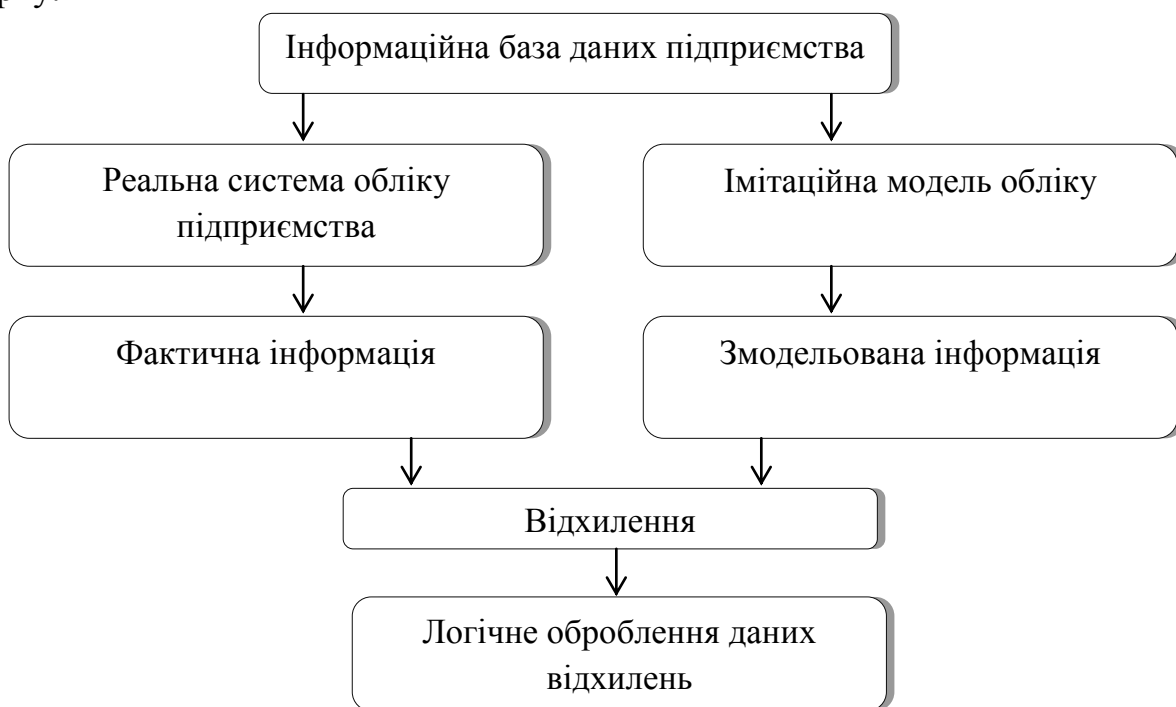 Інформаційна база даних підприємства
Реальна система обліку
підприємства
Імітаційна модель обліку
Фактична інформація
Змодельована інформація
Відхилення
Логічне оброблення даних
відхилень